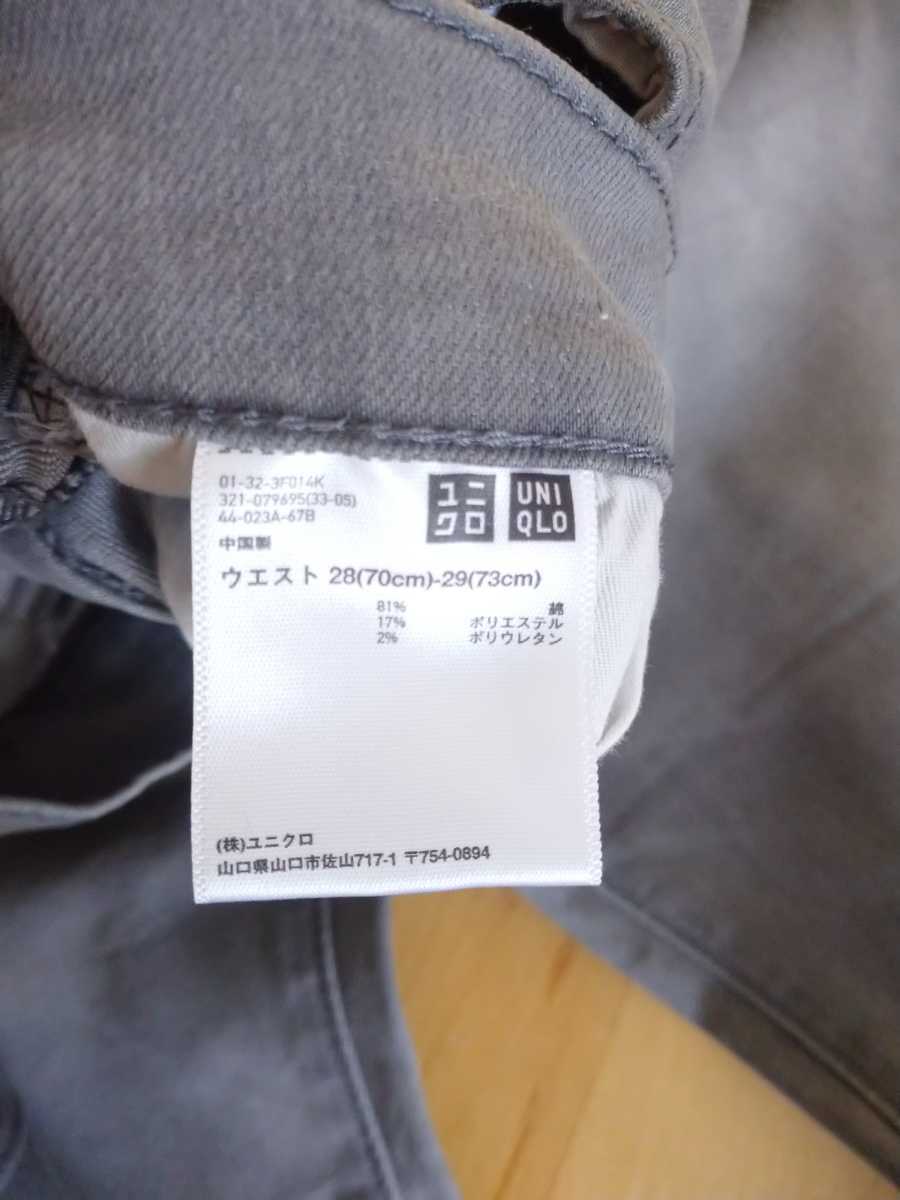 01-32-3F014K
321-079695(33-05)
44-023A-67B
ユニクロ
UNIQLO
中国製
ウエスト 28(70cm)-29(73cm)
81% 綿
17% ポリエステル
2% ポリウレタン
(株)ユニクロ
山口県山口市佐山717-1 〒754-0894